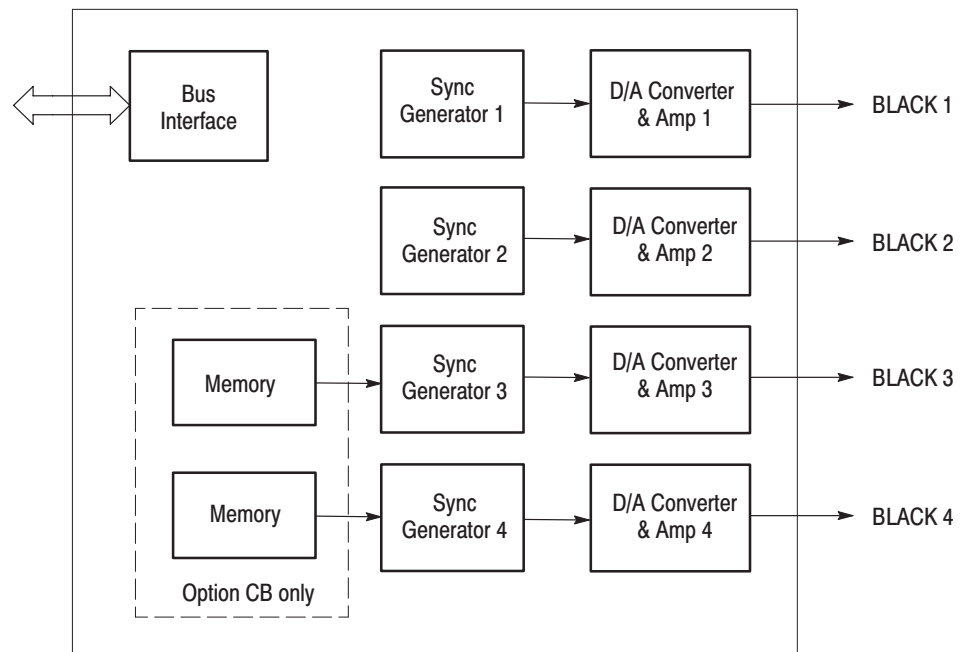 Bus
Interface
Sync
Generator 1
D/A Converter
& Amp 1
BLACK 1
Sync
Generator 2
D/A Converter
& Amp 2
BLACK 2
Memory
Sync
Generator 3
D/A Converter
& Amp 3
BLACK 3
Memory
Sync
Generator 4
D/A Converter
& Amp 4
BLACK 4
Option CB only